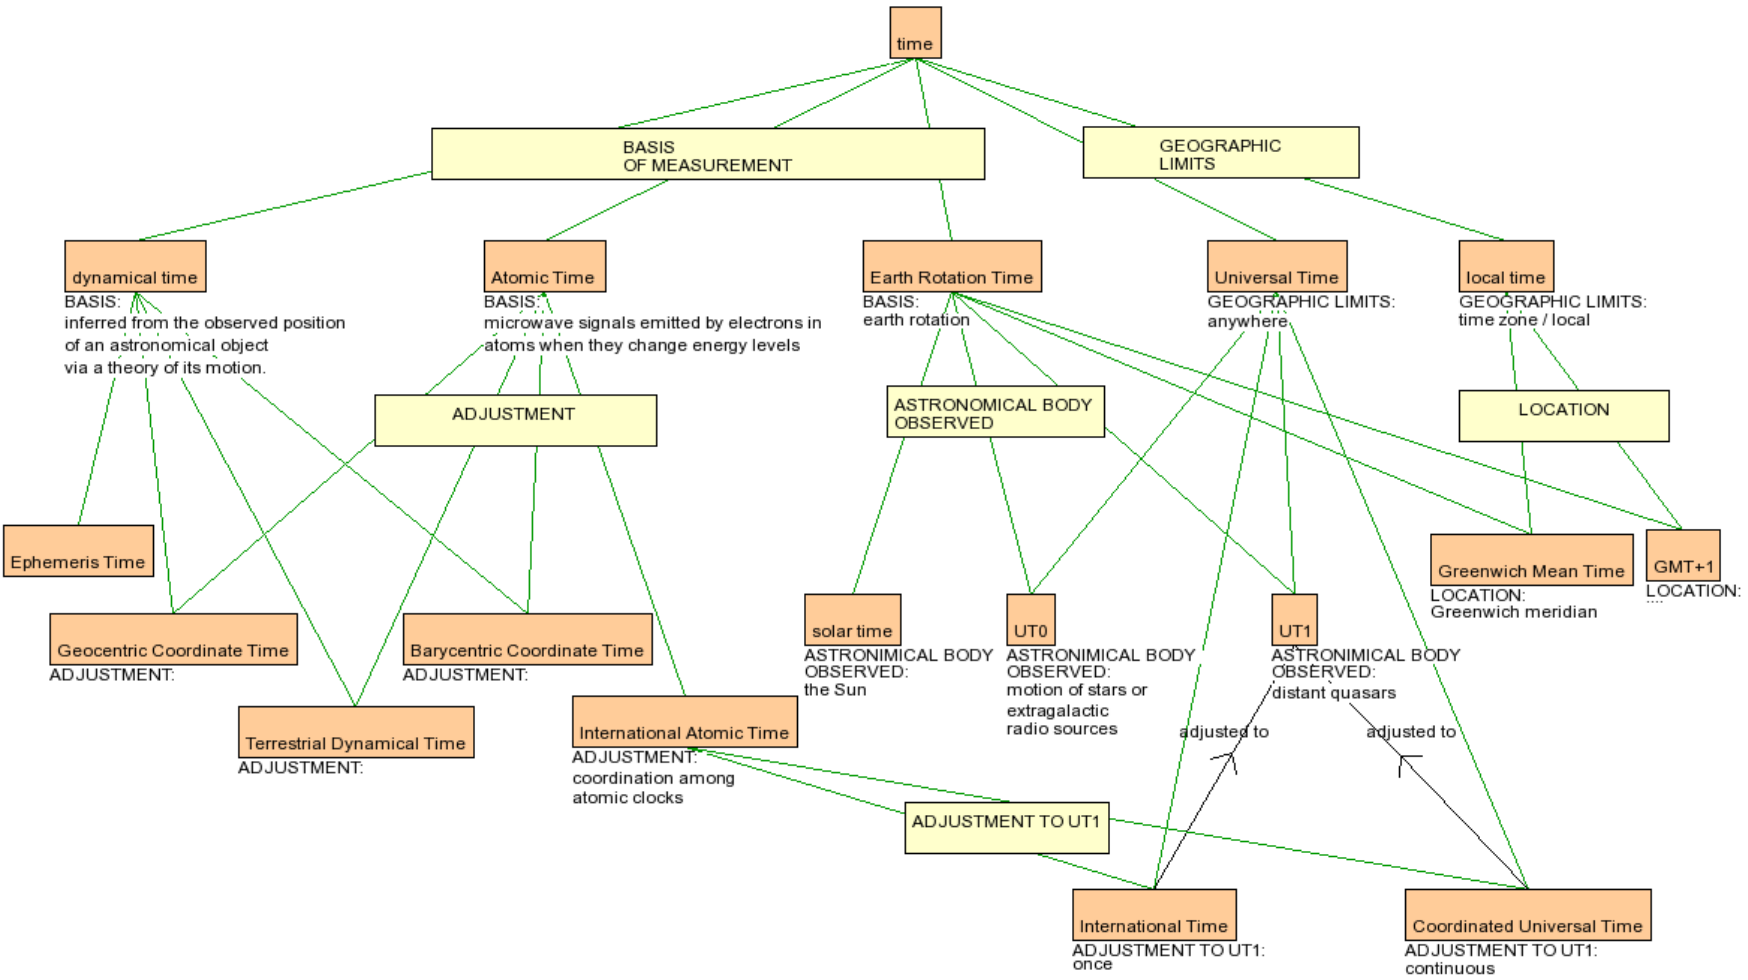 time
BASIS
OF MEASUREMENT
GEOGRAPHIC
LIMITS
dynamical time
BASIS:
inferred from the observed position
of an astronomical object
via a theory of its motion.
Atomic Time
BASIS:
microwave signals emitted by electrons in
atoms when they change energy levels
Earth Rotation Time
BASIS:
earth rotation
Universal Time
GEOGRAPHIC LIMITS:
anywhere
local time
GEOGRAPHIC LIMITS:
time zone / local
ADJUSTMENT
ASTRONOMICAL BODY
OBSERVED
LOCATION
Ephemeris Time
Greenwich Mean Time
LOCATION:
Greenwich meridian
GMT+1
LOCATION:
....
Geocentric Coordinate Time
ADJUSTMENT:
Barycentric Coordinate Time
ADJUSTMENT:
solar time
ASTRONIMICAL BODY
OBSERVED:
the Sun
UT0
ASTRONIMICAL BODY
OBSERVED:
motion of stars or
extragalactic
radio sources
UT1
ASTRONIMICAL BODY
OBSERVED:
distant quasars
Terrestrial Dynamical Time
ADJUSTMENT:
International Atomic Time
ADJUSTMENT:
coordination among
atomic clocks
adjusted to
adjusted to
ADJUSTMENT TO UT1
International Time
ADJUSTMENT TO UT1:
once
Coordinated Universal Time
ADJUSTMENT TO UT1:
continuous